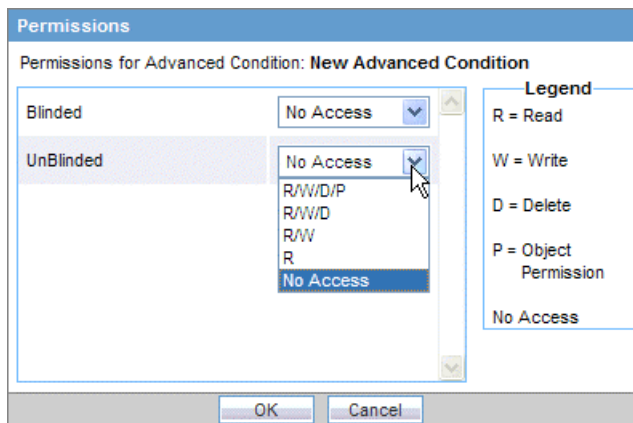 Permissions
Permissions for Advanced Condition: New Advanced Condition
Blinded
No Access
UnBlinded
No Access
R/W/D/P
R/W/D
R/W
R
No Access
Legend
R = Read
W = Write
D = Delete
P = Object
Permission
No Access
OK
Cancel